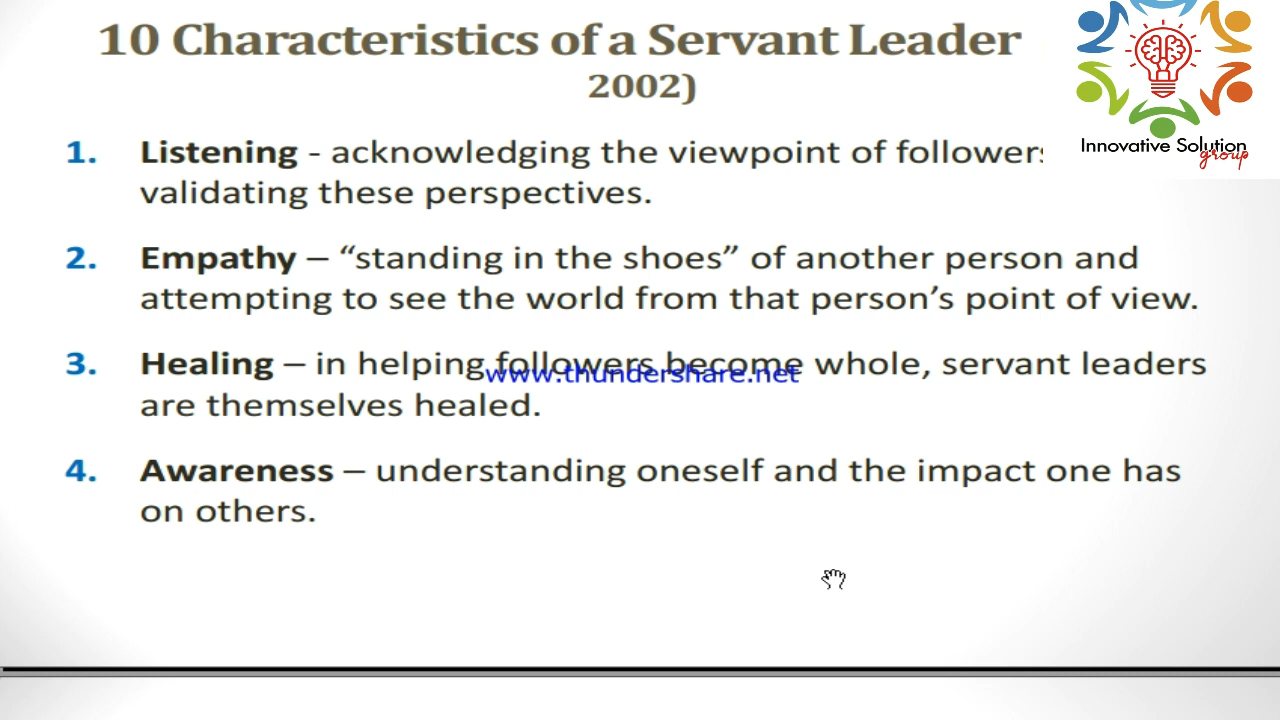 10 Characteristics of a Servant Leader
2002)
1. Listening - acknowledging the viewpoint of followers
validating these perspectives.
2. Empathy – “standing in the shoes” of another person and
attempting to see the world from that person’s point of view.
3. Healing – in helping followers become whole, servant leaders
www.thundershare.net
are themselves healed.
4. Awareness – understanding oneself and the impact one has
on others.
Innovative Solution
group